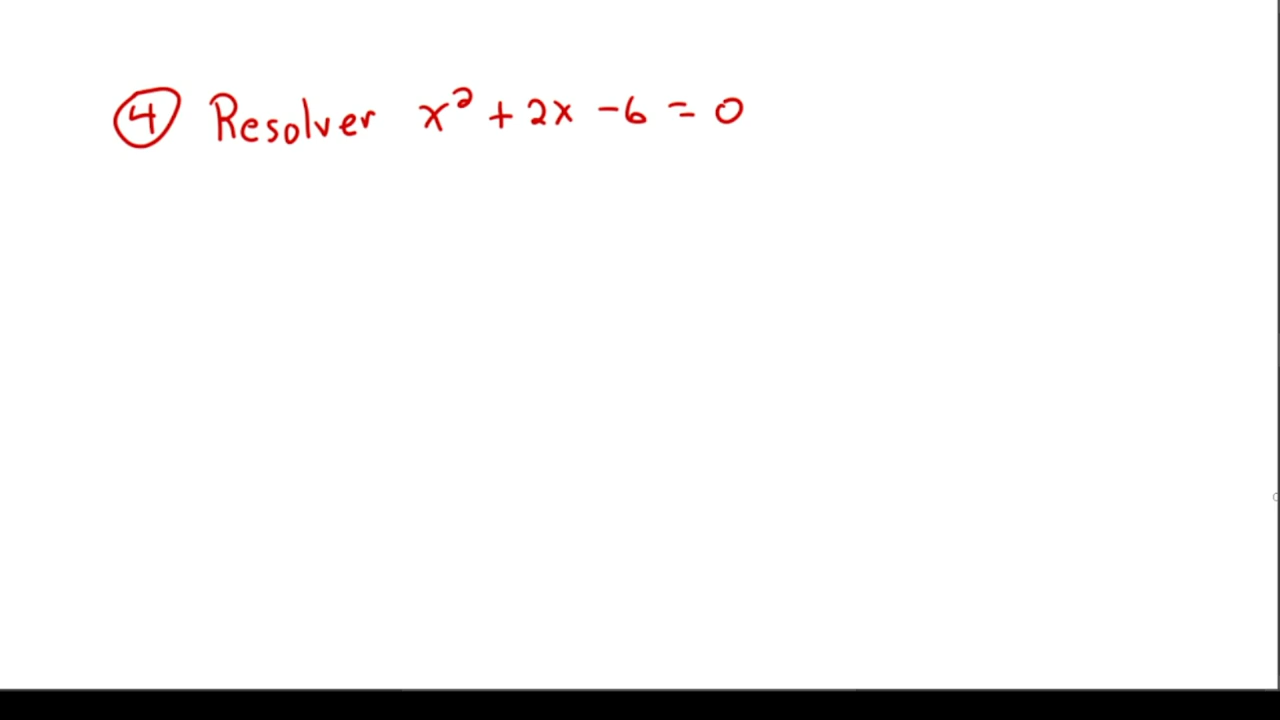 ④ Resolver x² + 2x - 6 = 0